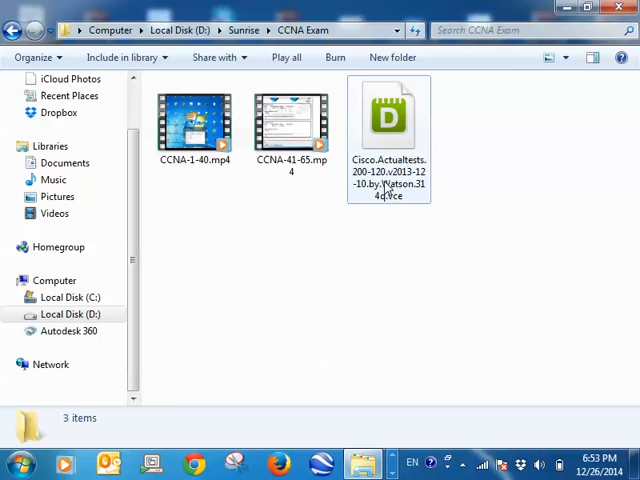 Computer ▸ Local Disk (D:) ▸ Sunrise ▸ CCNA Exam
Search CCNA Exam
Organize
Include in library
Share with
Play all
Burn
New folder
iCloud Photos
Recent Places
Dropbox
Libraries
Documents
Music
Pictures
Videos
Homegroup
Computer
Local Disk (C:)
Local Disk (D:)
Autodesk 360
Network
CCNA-1-40.mp4
CCNA-41-65.mp
4
D
Cisco.Actualtests.
200-120.v2013-12
-10.by.Watson.31
4q.vce
3 items
EN
6:53 PM
12/26/2014